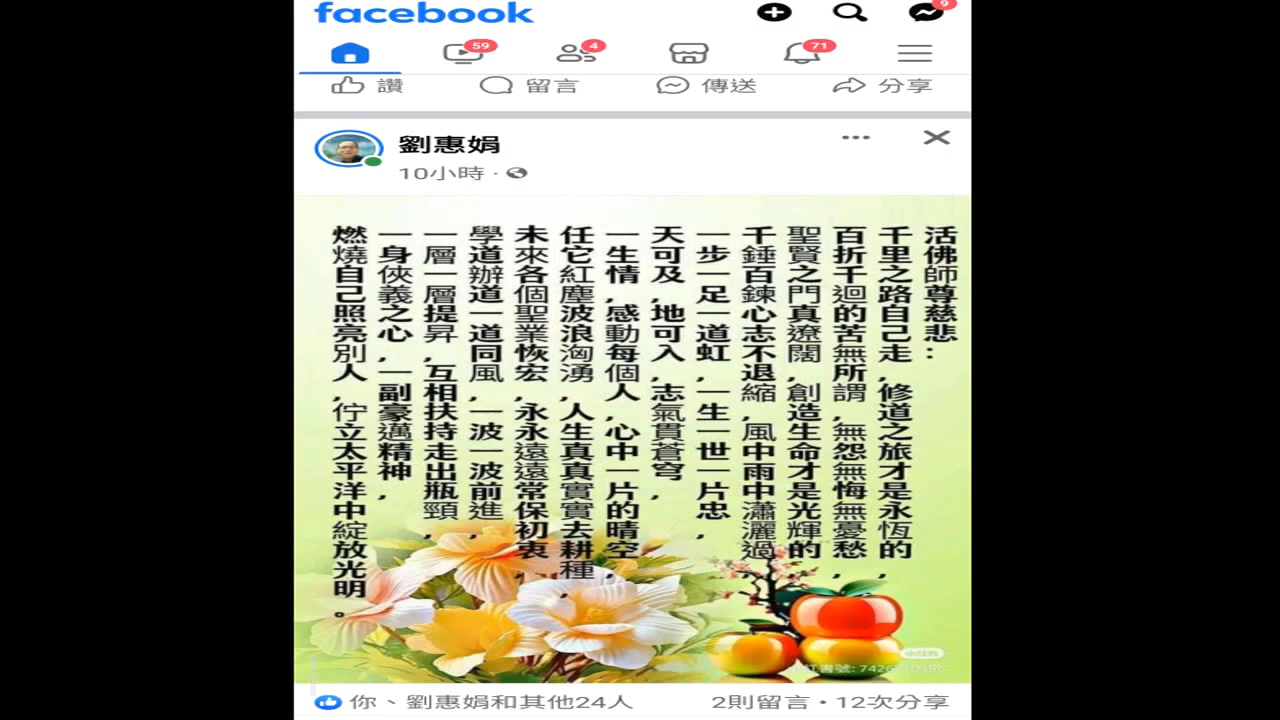 facebook
9
59
4
71
讚
留言
傳送
分享
劉惠娟
10小時
活佛師尊慈悲：
千里之路自己走，修道之旅才是永恆的，
百折千迴的苦無所謂，無怨無悔無憂愁，
聖賢之門真遼闊，創造生命才是光輝的
千錘百鍊心志不退縮，風中雨中瀟灑過，
一步一足一道虹，一生一世一片忠，
天可及，地可入，志氣貫蒼穹，
一生情，感動每個人，心中一片的晴空，
任它紅塵波浪洶湧，人生真真實實去耕種
未來各個聖業恢宏，永永遠遠常保初衷，
學道辦道一道同風，一波一波前進，
一層一層提昇，互相扶持走出瓶頸，
一身俠義之心，一副豪邁精神，
燃燒自己照亮別人，佇立太平洋中綻放光明。
小红书
你、劉惠娟和其他24人
2則留言・12次分享